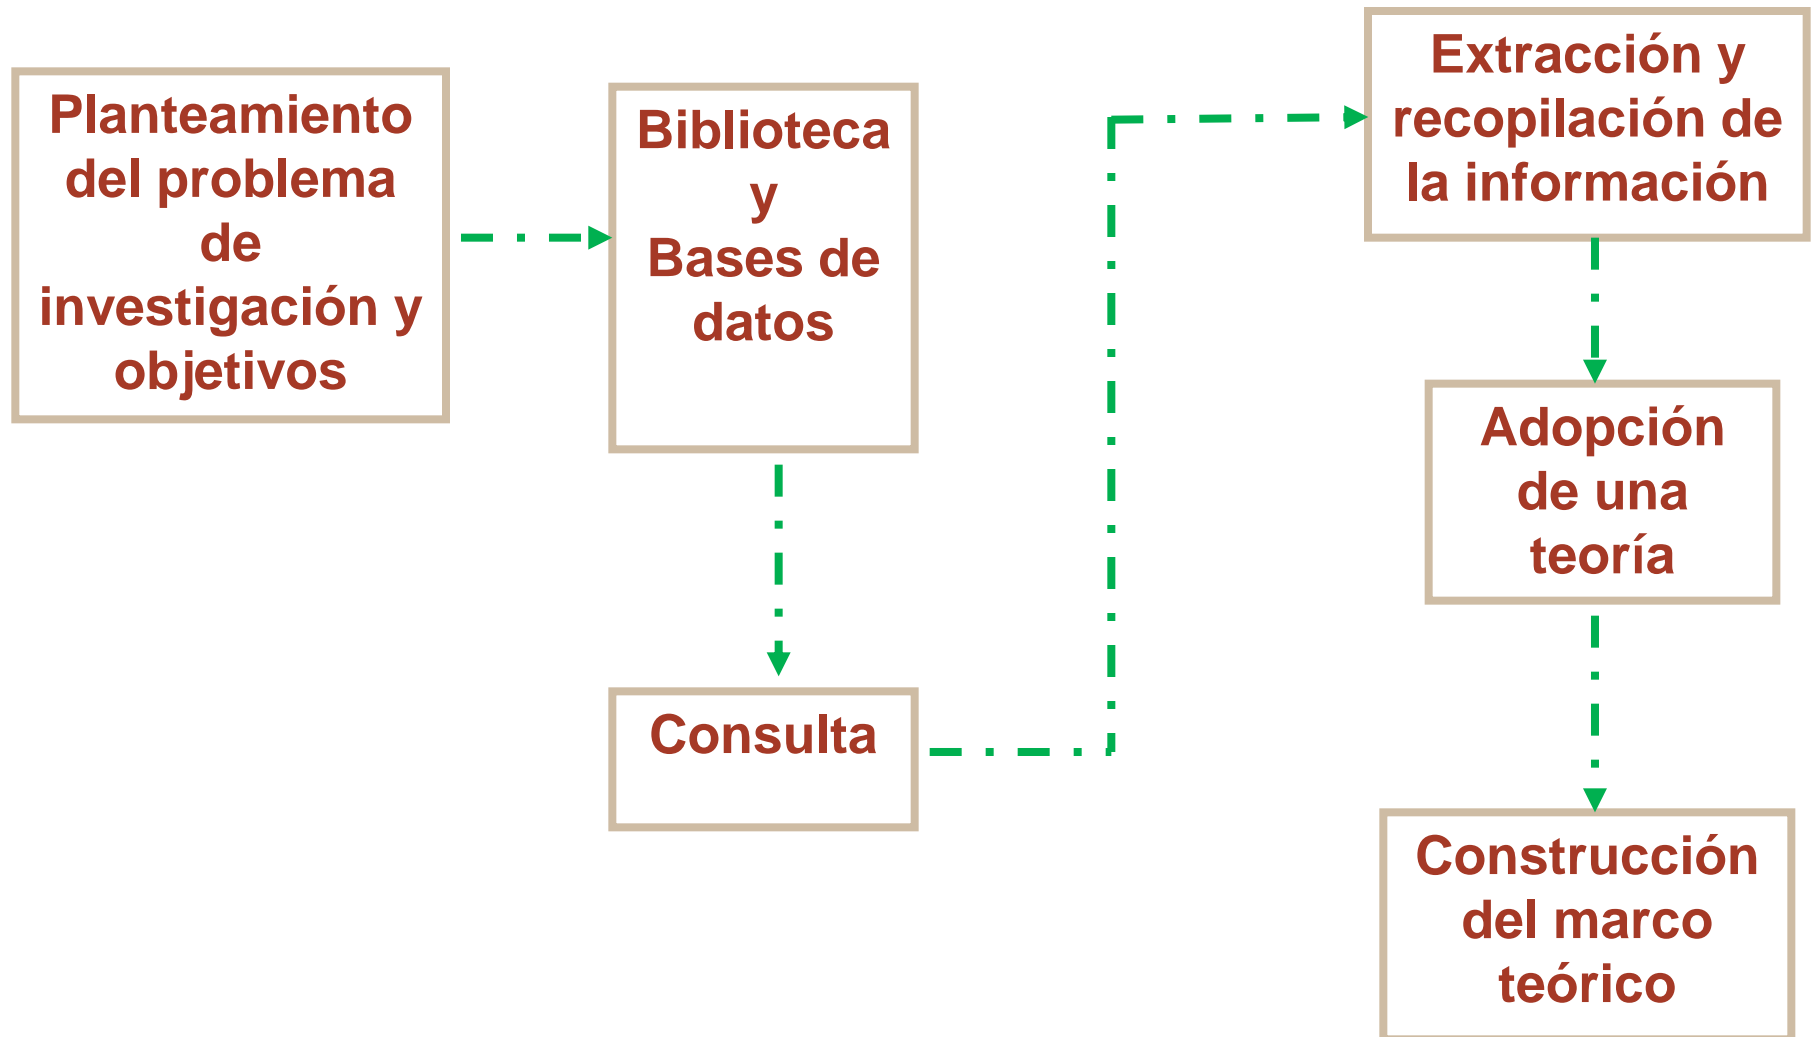 Planteamiento
del problema
de
investigación y
objetivos
Biblioteca
y
Bases de
datos
Consulta
Extracción y
recopilación de
la información
Adopción
de una
teoría
Construcción
del marco
teórico